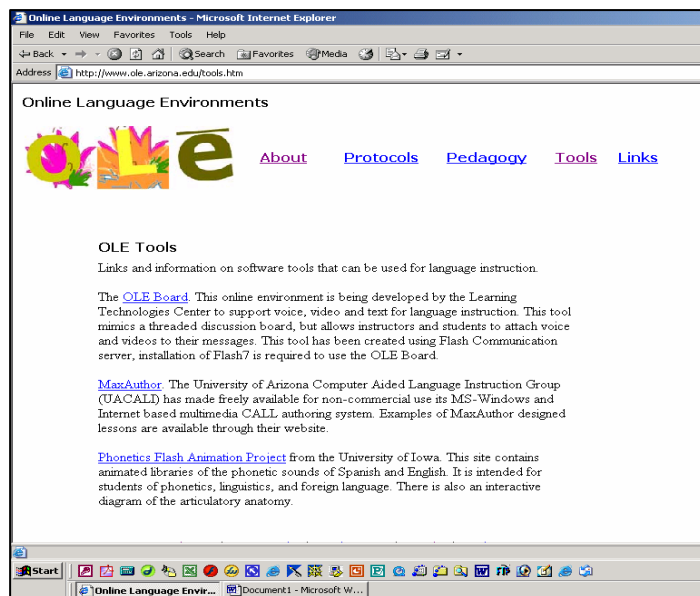 Online Language Environments - Microsoft Internet Explorer
File Edit View Favorites Tools Help
Back Search Favorites Media
Address http://www.ole.arizona.edu/tools.htm
Online Language Environments
OLē About Protocols Pedagogy Tools Links
OLE Tools
Links and information on software tools that can be used for language instruction.
The OLE Board. This online environment is being developed by the Learning
Technologies Center to support voice, video and text for language instruction. This tool
mimics a threaded discussion board, but allows instructors and students to attach voice
and videos to their messages. This tool has been created using Flash Communication
server, installation of Flash7 is required to use the OLE Board.
MaxAuthor. The University of Arizona Computer Aided Language Instruction Group
(UACALI) has made freely available for non-commercial use its MS-Windows and
Internet based multimedia CALL authoring system. Examples of MaxAuthor designed
lessons are available through their website.
Phonetics Flash Animation Project from the University of Iowa. This site contains
animated libraries of the phonetic sounds of Spanish and English. It is intended for
students of phonetics, linguistics, and foreign language. There is also an interactive
diagram of the articulatory anatomy.
Start
Online Language Envir... Document1 - Microsoft W...